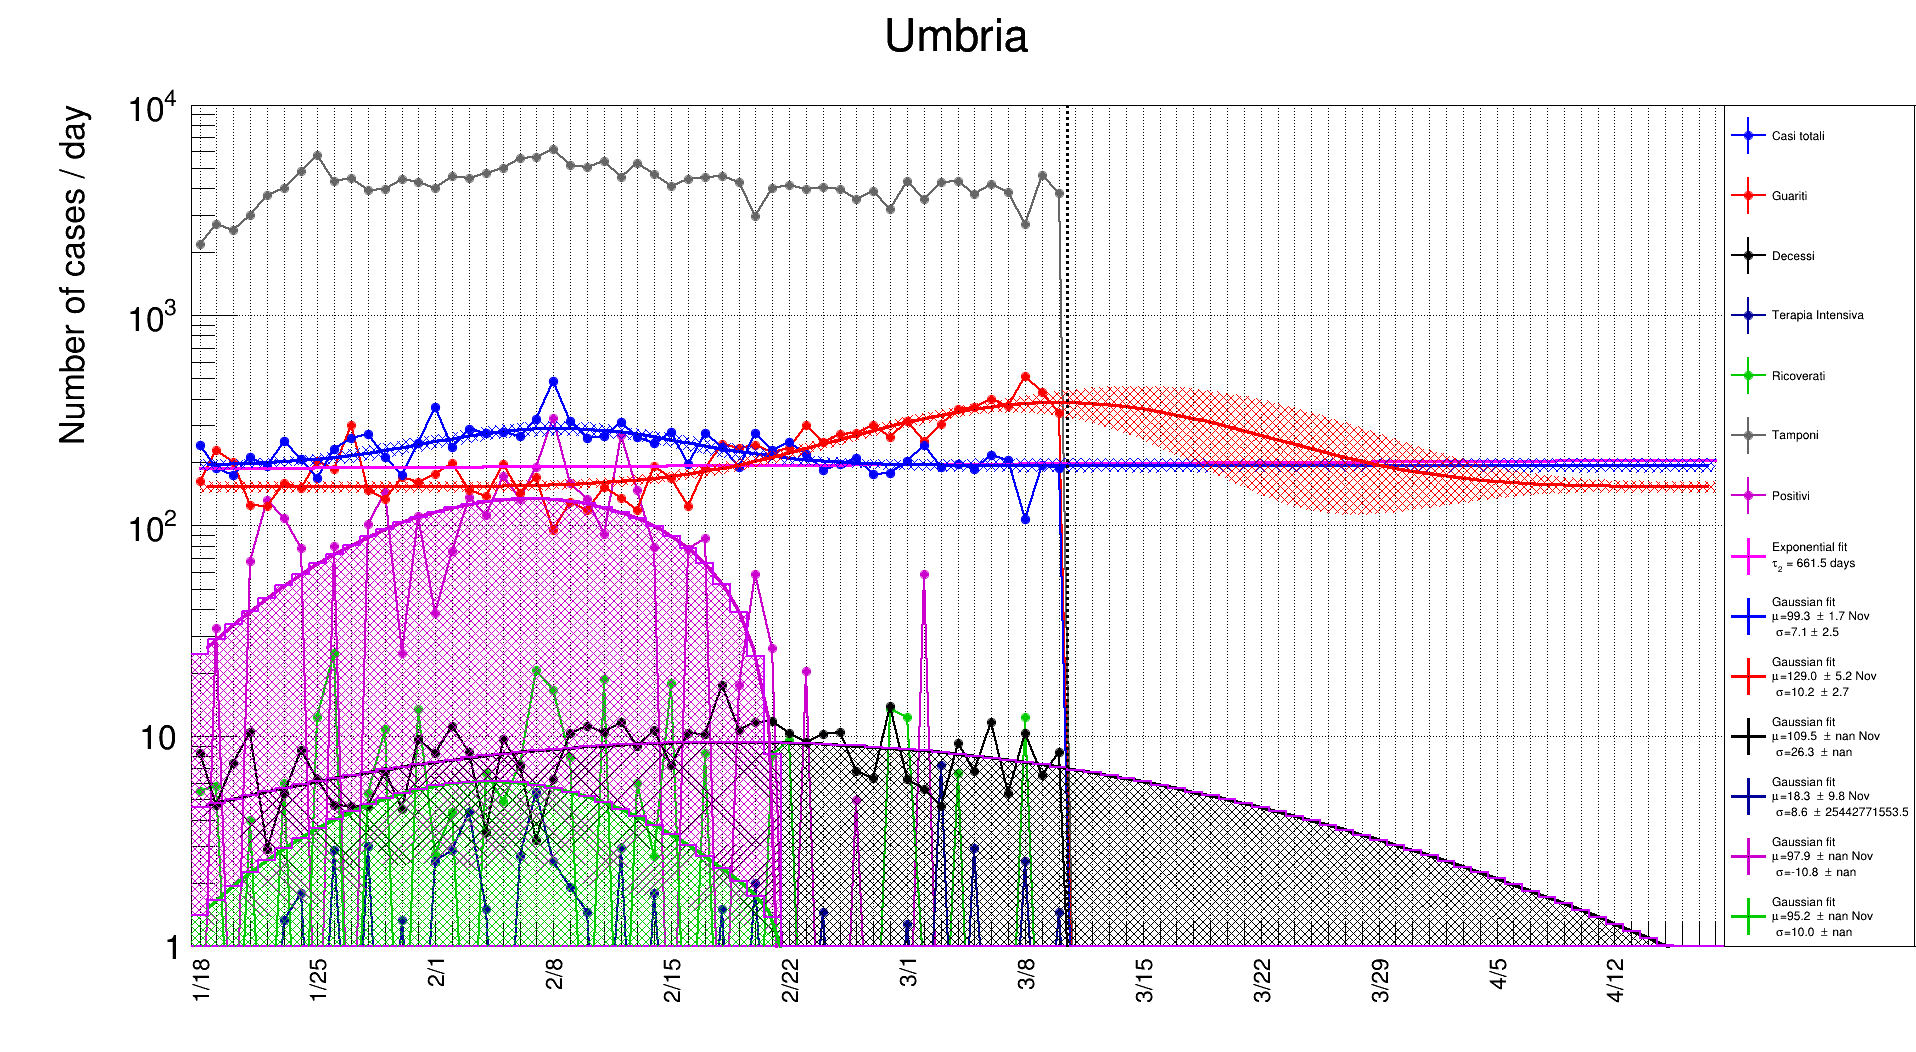 Umbria
Number of cases / day
10^4
10^3
10^2
10
1
1/18
1/25
2/1
2/8
2/15
2/22
3/1
3/8
3/15
3/22
3/29
4/5
4/12
Casi totali
Guariti
Decessi
Terapia Intensiva
Ricoverati
Tamponi
Positivi
Exponential fit
τ₂ = 661.5 days
Gaussian fit
μ=99.3 ± 1.7 Nov
σ=7.1 ± 2.5
Gaussian fit
μ=129.0 ± 5.2 Nov
σ=10.2 ± 2.7
Gaussian fit
μ=109.5 ± nan Nov
σ=26.3 ± nan
Gaussian fit
μ=18.3 ± 9.8 Nov
σ=8.6 ± 25442771553.5
Gaussian fit
μ=97.9 ± nan Nov
σ=-10.8 ± nan
Gaussian fit
μ=95.2 ± nan Nov
σ=10.0 ± nan